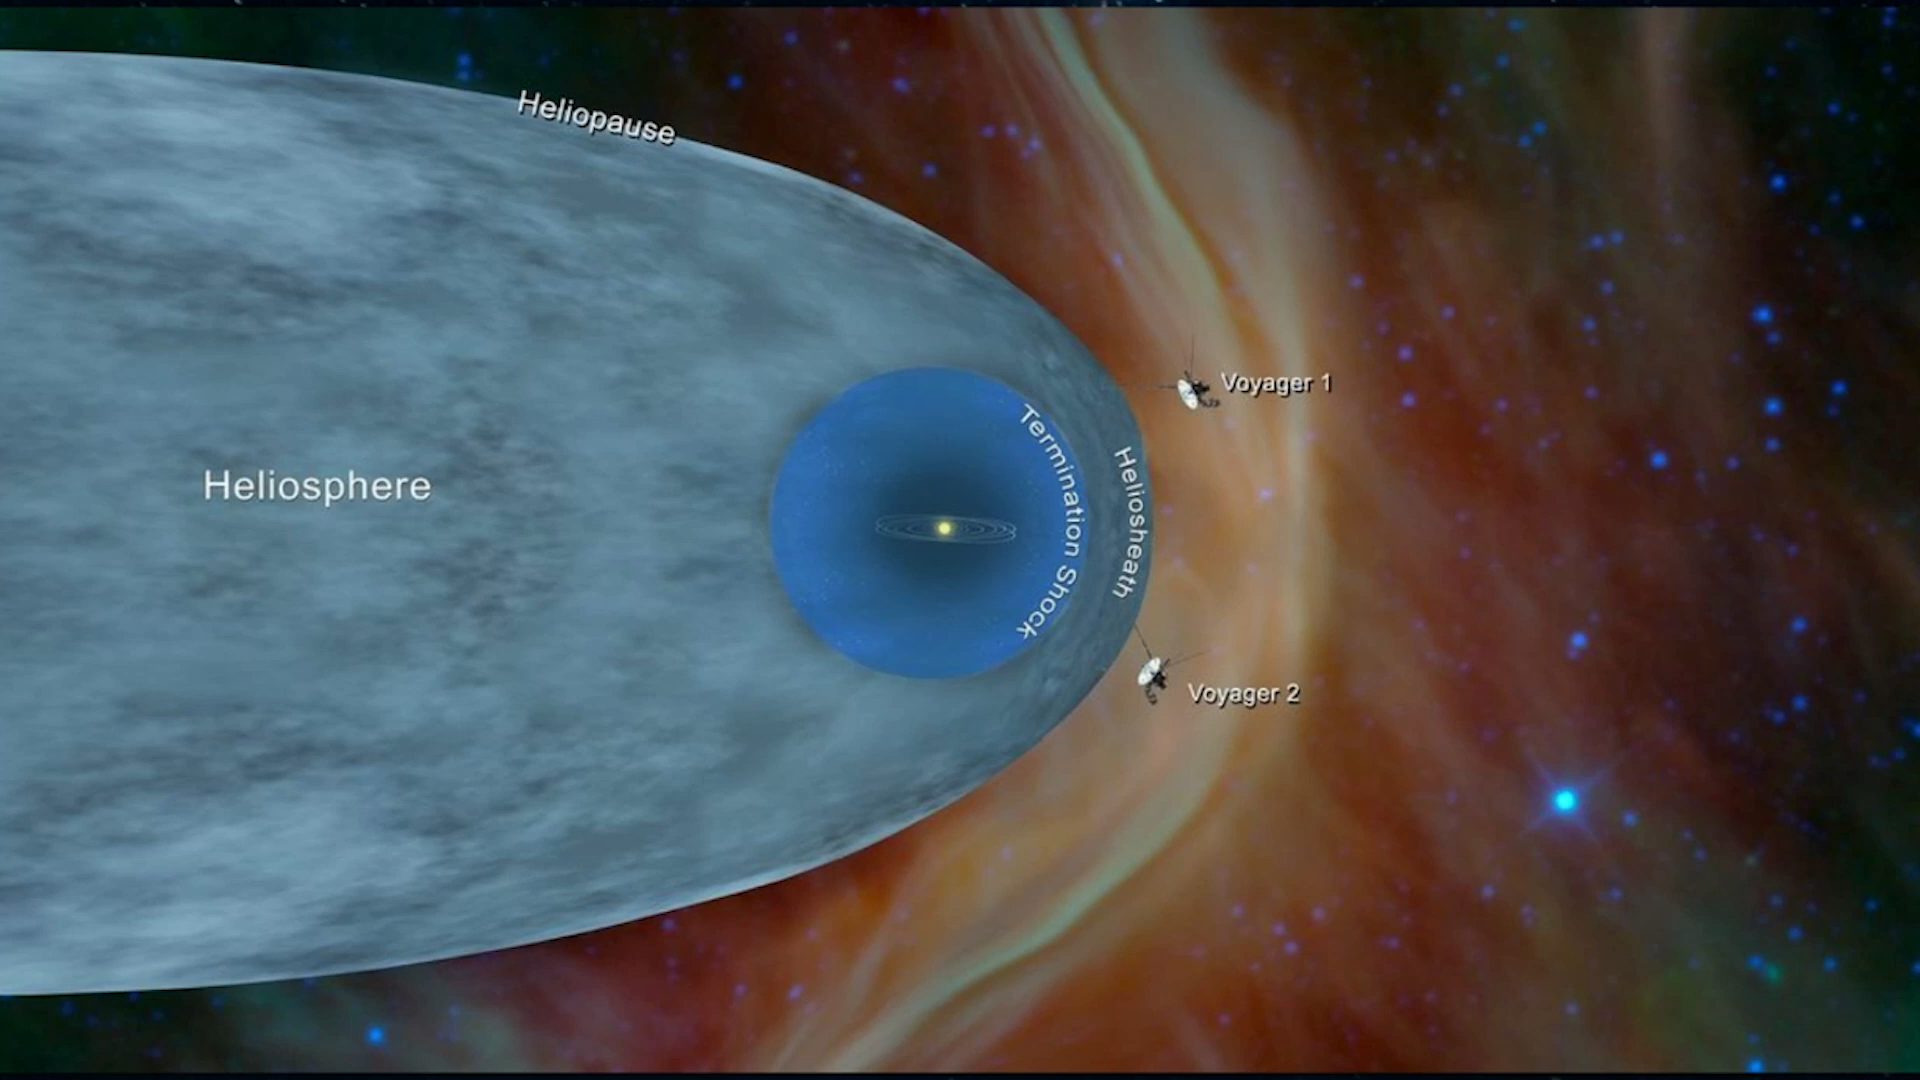 Heliopause
Voyager 1
Termination Shock
Heliosheath
Heliosphere
Voyager 2